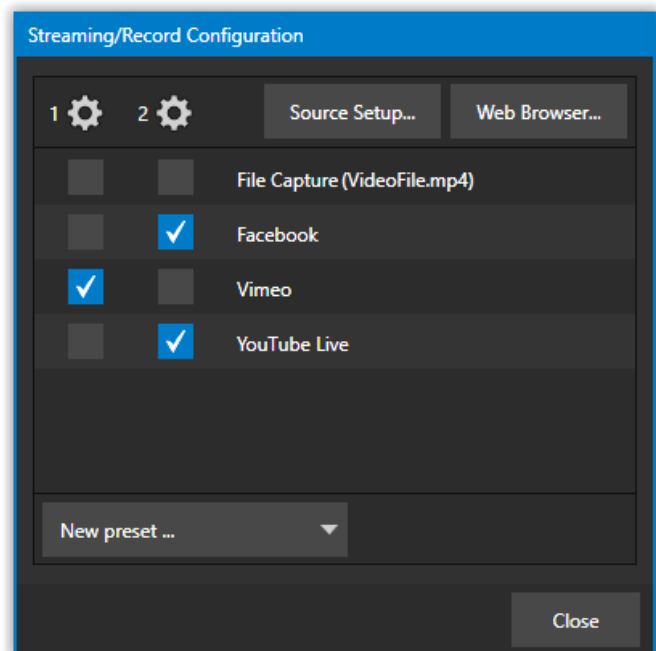 Streaming/Record Configuration
1 2 Source Setup... Web Browser...
File Capture (VideoFile.mp4)
Facebook
Vimeo
YouTube Live
New preset ...
Close